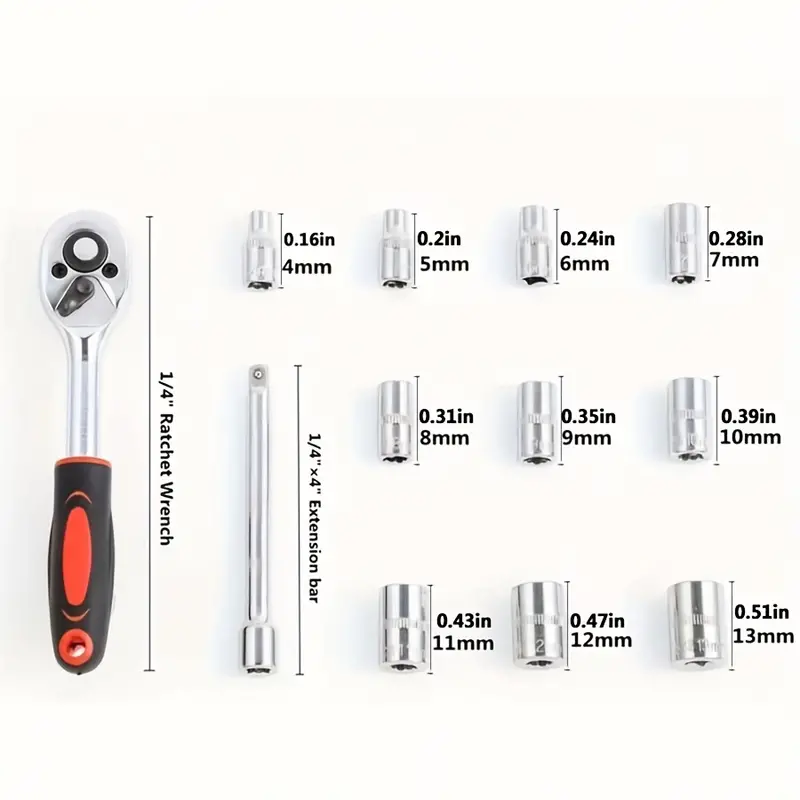 0.16in
4mm
0.2in
5mm
0.24in
6mm
0.28in
7mm
1/4" Ratchet Wrench
1/4"×4" Extension bar
0.31in
8mm
0.35in
9mm
0.39in
10mm
0.43in
11mm
0.47in
12mm
0.51in
13mm